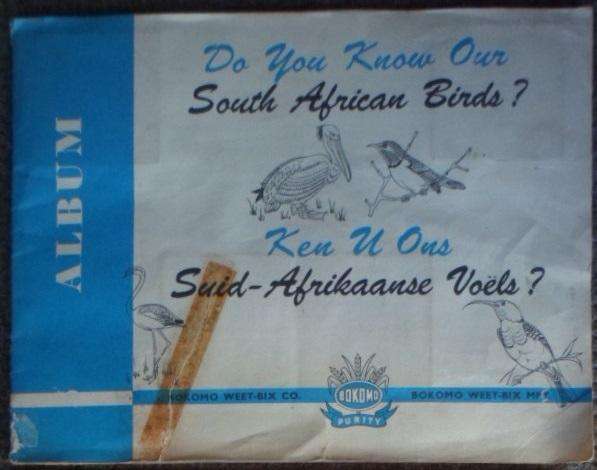 ALBUM
Do You Know Our
South African Birds?
Ken U Ons
Suid-Afrikaanse Voëls?
BOKOMO WEET-BIX CO.
BOKOMO
PURITY
BOKOMO WEET-BIX MPY.